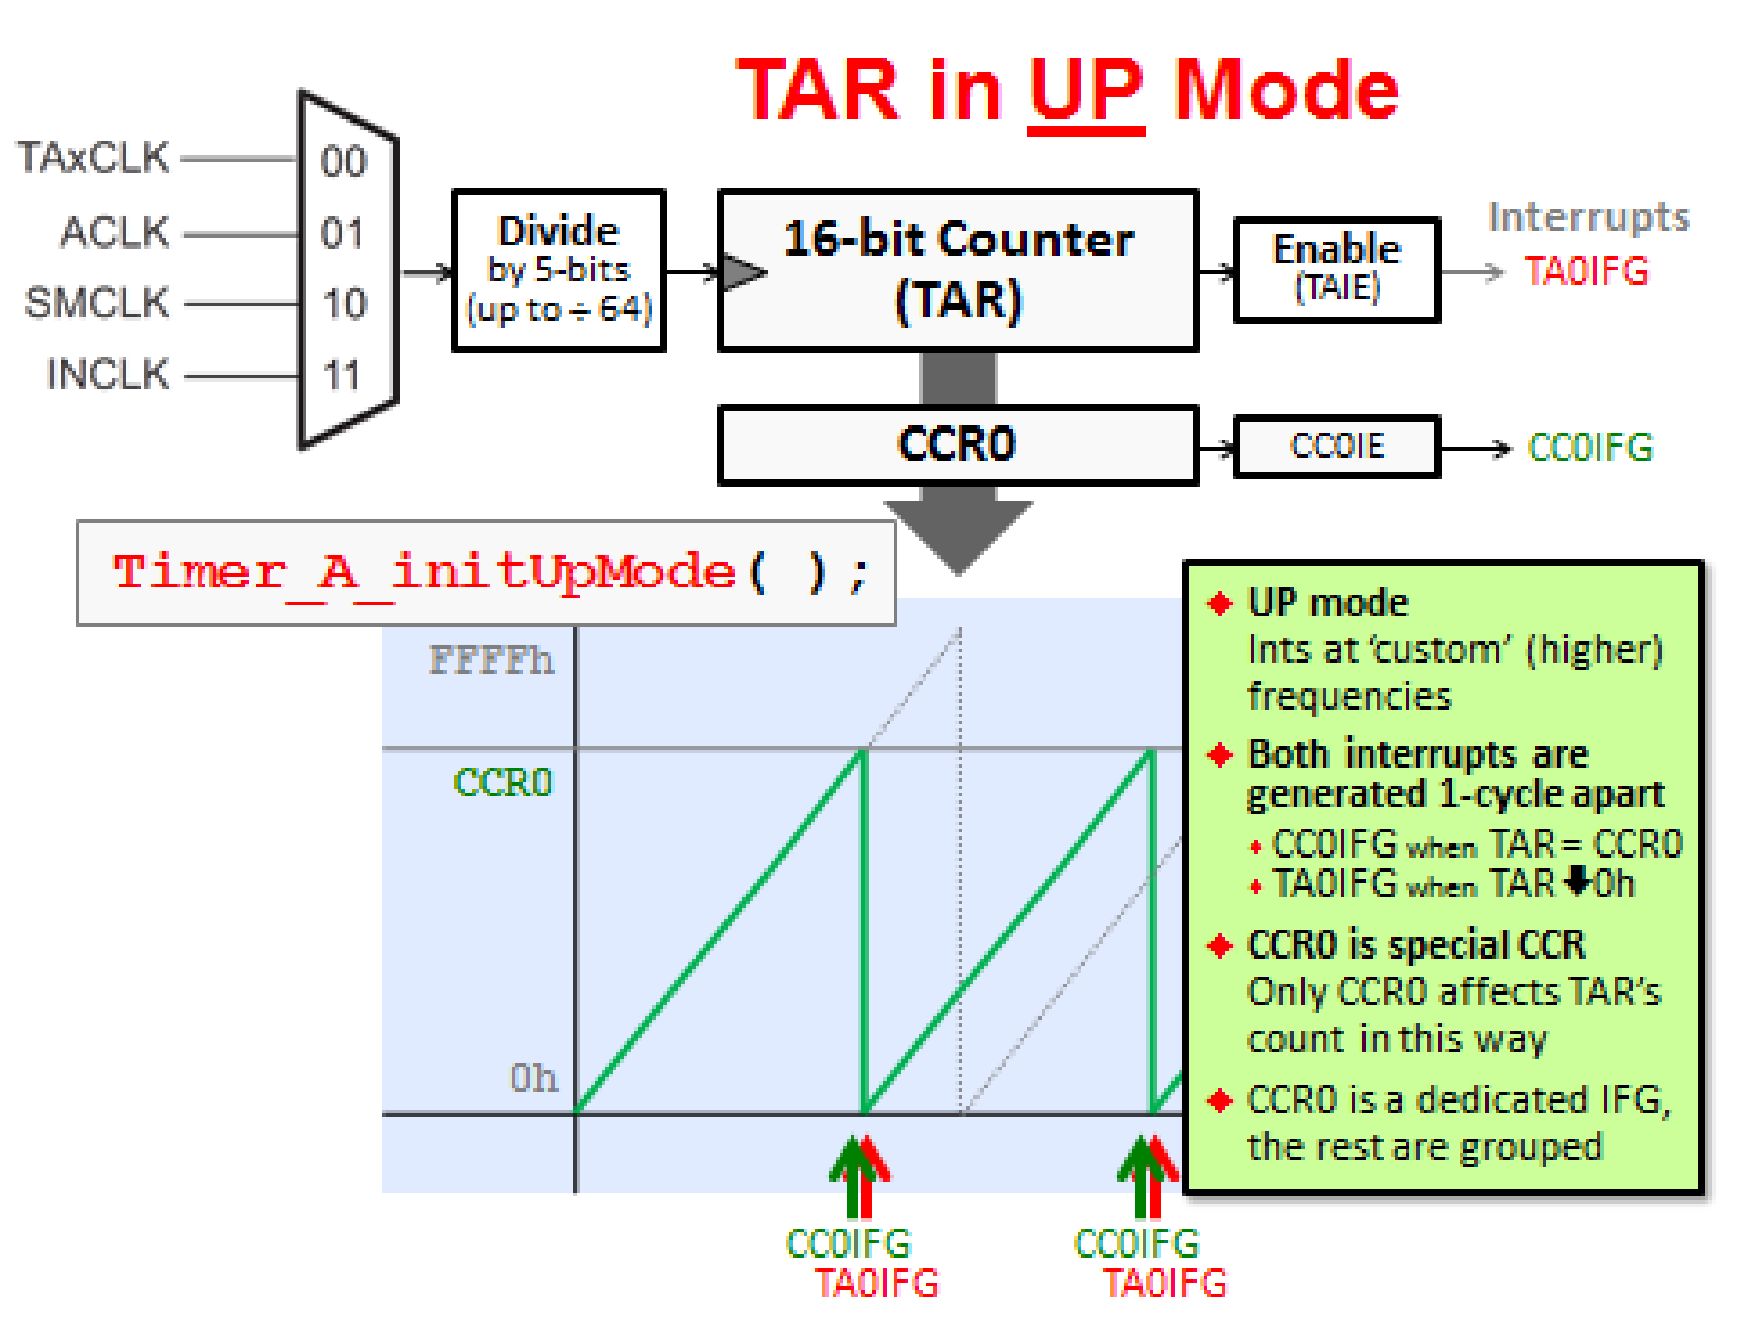 TAR in UP Mode
TAxCLK
00
ACLK
01
SMCLK
10
INCLK
11
Divide
by 5-bits
(up to ÷ 64)
16-bit Counter
(TAR)
Enable
(TAIE)
Interrupts
TA0IFG
CCR0
CC0IE
CC0IFG
Timer_A_initUpMode( );
FFFFh
CCR0
0h
UP mode
Ints at ‘custom’ (higher)
frequencies
Both interrupts are
generated 1-cycle apart
CC0IFG when TAR = CCR0
TA0IFG when TAR 0h
CCR0 is special CCR
Only CCR0 affects TAR’s
count in this way
CCR0 is a dedicated IFG,
the rest are grouped
CC0IFG
TA0IFG
CC0IFG
TA0IFG